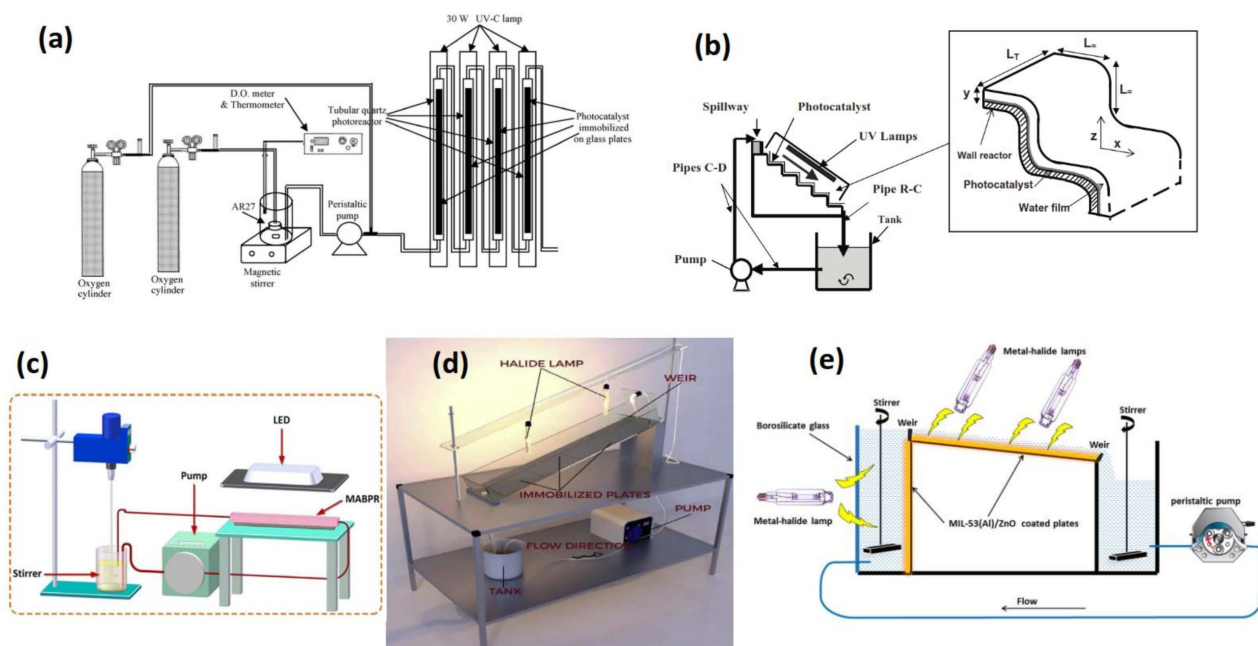 (a)
30 W UV-C lamp
D.O. meter
& Thermometer
Tubular quartz
photoreactor
Photocatalyst
immobilized
on glass plates
AR27
Peristaltic
pump
Magnetic
stirrer
Oxygen
cylinder
Oxygen
cylinder
(b)
Spillway
Photocatalyst
UV Lamps
Pipes C-D
Pipe R-C
Tank
Pump
L_T
L_=
L_=
y
z
x
Wall reactor
Photocatalyst
Water film
(c)
LED
Pump
MABPR
Stirrer
(d)
HALIDE LAMP
WEIR
IMMOBILIZED PLATES
PUMP
FLOW DIRECTION
TANK
(e)
Metal-halide lamps
Stirrer
Stirrer
Borosilicate glass
Weir
Weir
Metal-halide lamp
MIL-53(Al)/ZnO coated plates
peristaltic pump
Flow